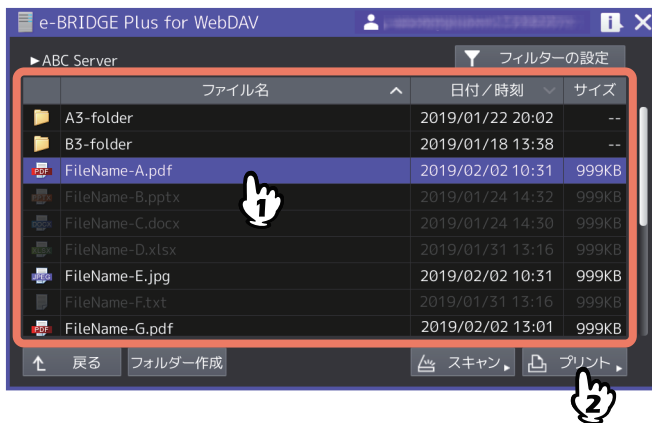 e-BRIDGE Plus for WebDAV
►ABC Server フィルターの設定
ファイル名 日付／時刻 サイズ
A3-folder 2019/01/22 20:02 --
B3-folder 2019/01/18 13:38 --
PDF FileName-A.pdf 2019/02/02 10:31 999KB
FileName-B.pptx 2019/01/24 14:32 999KB
FileName-C.docx 2019/01/24 14:30 999KB
FileName-D.xlsx 2019/01/31 13:16 999KB
JPEG FileName-E.jpg 2019/02/02 10:31 999KB
FileName-F.txt 2019/01/31 13:16 999KB
PDF FileName-G.pdf 2019/02/02 13:01 999KB
戻る フォルダー作成 スキャン プリント
1
2